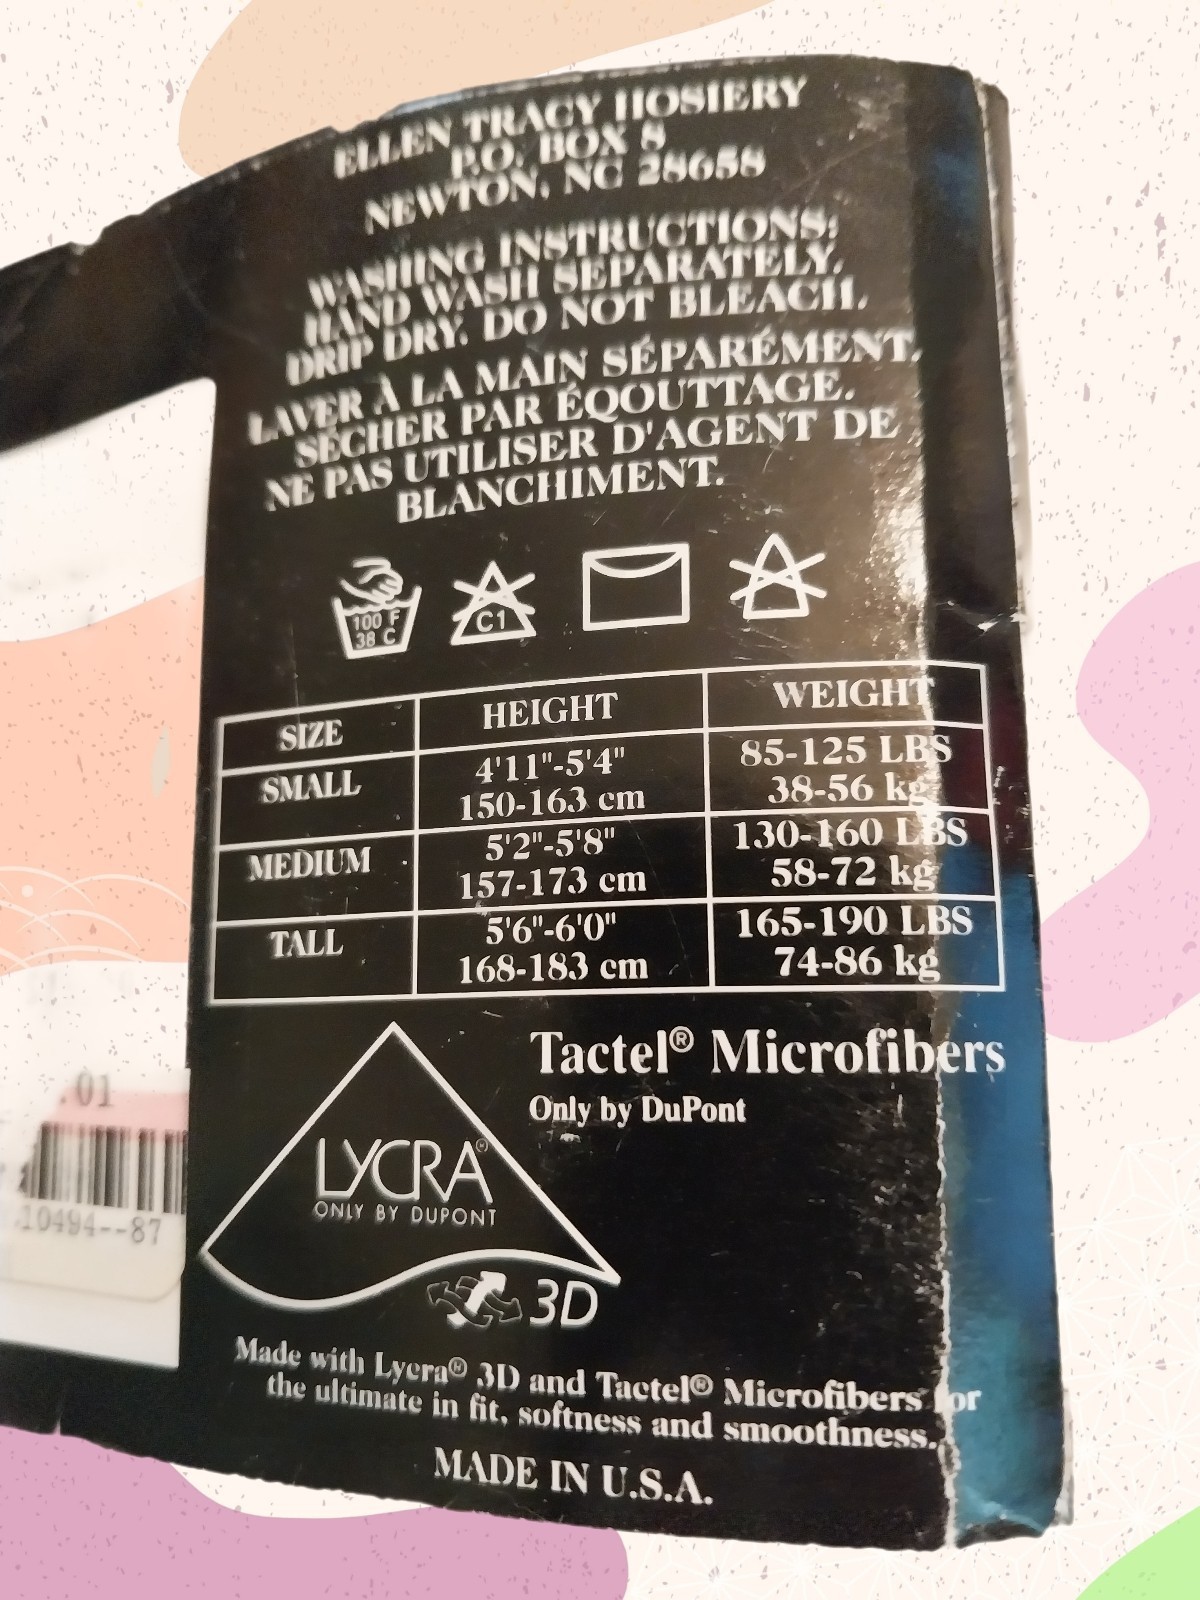 ELLEN TRACY HOSIERY
P.O. BOX 8
NEWTON, NC 28658
WASHING INSTRUCTIONS:
HAND WASH SEPARATELY.
DRIP DRY. DO NOT BLEACH.
LAVER À LA MAIN SÉPARÉMENT.
SÉCHER PAR ÉQOUTTAGE.
NE PAS UTILISER D'AGENT DE
BLANCHIMENT.
100 F
38 C
C1
SIZE HEIGHT WEIGHT
SMALL 4'11"-5'4" 85-125 LBS
150-163 cm 38-56 kg
MEDIUM 5'2"-5'8" 130-160 LBS
157-173 cm 58-72 kg
TALL 5'6"-6'0" 165-190 LBS
168-183 cm 74-86 kg
Tactel® Microfibers
Only by DuPont
LYCRA®
ONLY BY DUPONT
3D
Made with Lycra® 3D and Tactel® Microfibers for
the ultimate in fit, softness and smoothness.
MADE IN U.S.A.
.01
10494--87